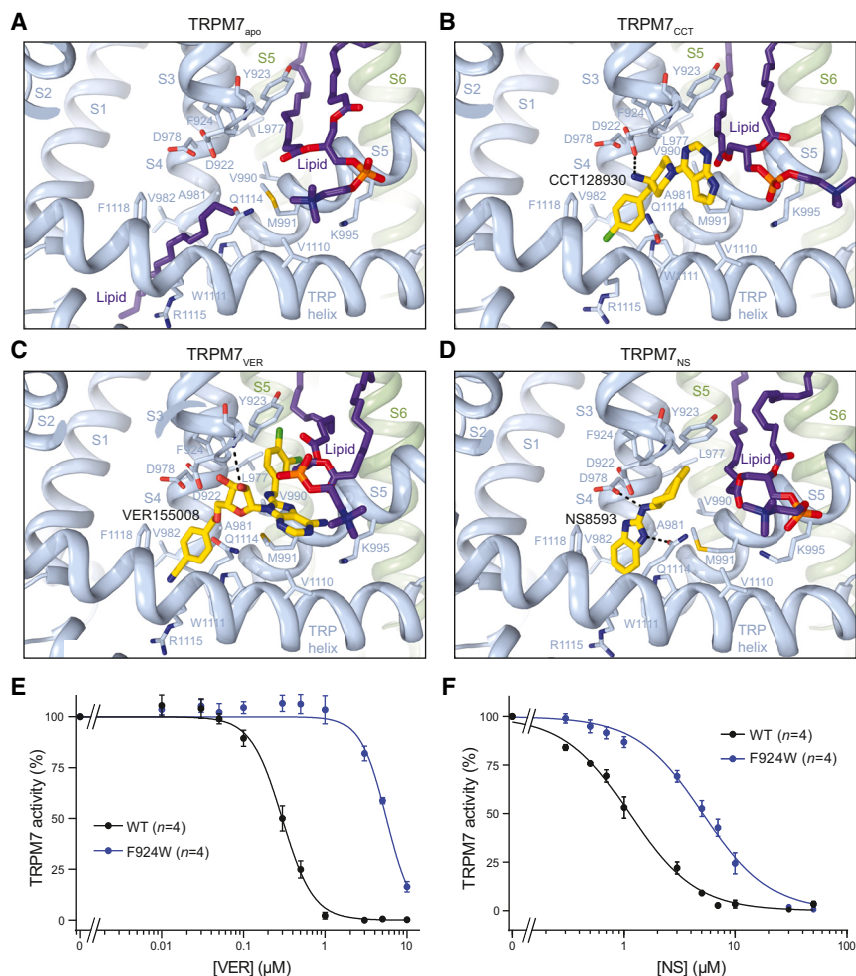 A
TRPM7apo
S5
S3
Y923
S6
S2
S1
F924
D978
L977
D922
Lipid
S4
S5
V990
V982
A981
F1118
Q1114
M991
K995
V1110
Lipid
W1111
TRP
helix
R1115
B
TRPM7CCT
S5
S3
Y923
S6
S2
S1
F924
D922
D978
L977
Lipid
S4
V990
S5
CCT128930
A981
V982
Q1114
F1118
M991
K995
V1110
W1111
TRP
helix
R1115
C
TRPM7VER
S5
S3
Y923
S6
S2
S1
F924
Lipid
D978
L977
S4
D922
V990
S5
VER155008
A981
F1118
V982
Q1114
M991
K995
V1110
W1111
TRP
helix
R1115
D
TRPM7NS
S5
S3
Y923
S6
S2
S1
F924
Lipid
D922
L977
D978
S4
V990
S5
NS8593
A981
F1118
V982
M991
K995
Q1114
V1110
W1111
TRP
helix
R1115
E
TRPM7 activity (%)
100
75
50
25
0
WT (n=4)
F924W (n=4)
0
0.01
0.1
1
10
[VER] (µM)
F
TRPM7 activity (%)
100
75
50
25
0
WT (n=4)
F924W (n=4)
0
1
10
100
[NS] (µM)